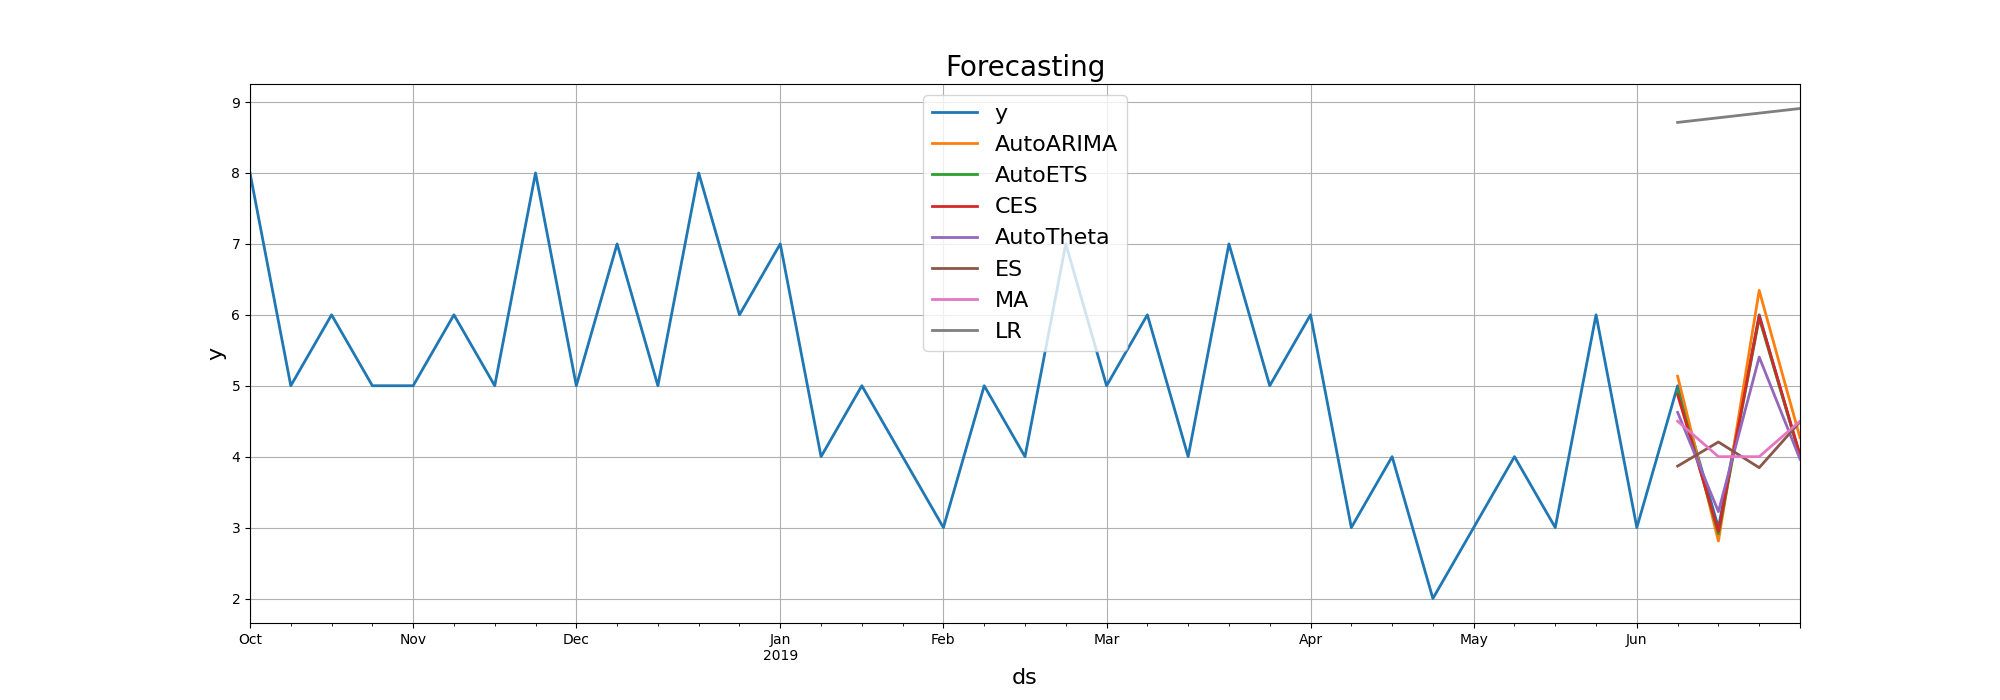 Forecasting
y
9
8
7
6
5
4
3
2
y
AutoARIMA
AutoETS
CES
AutoTheta
ES
MA
LR
Oct Nov Dec Jan Feb Mar Apr May Jun
2019
ds